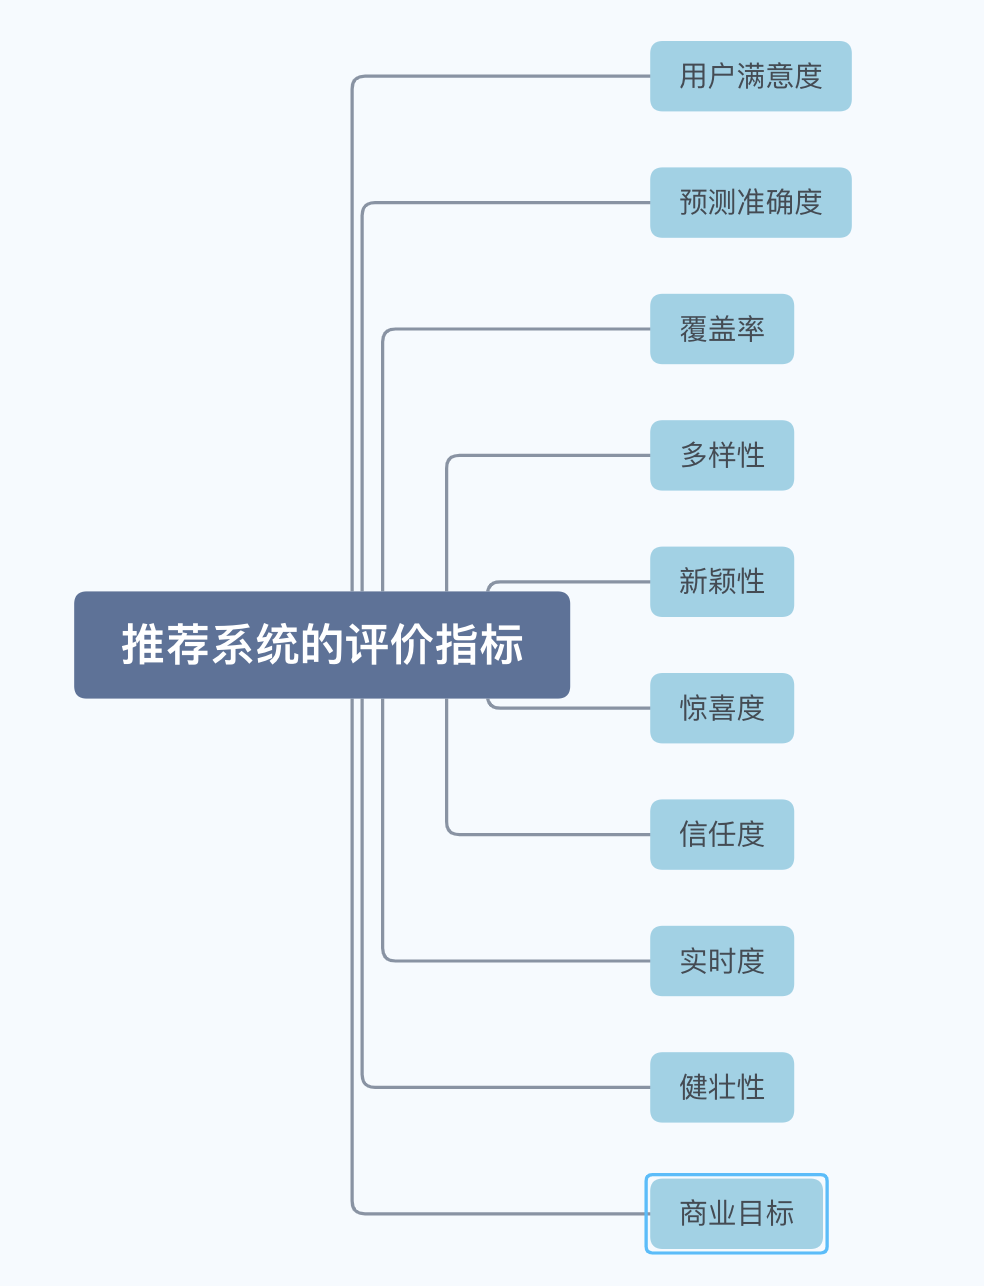 推荐系统的评价指标
用户满意度
预测准确度
覆盖率
多样性
新颖性
惊喜度
信任度
实时度
健壮性
商业目标